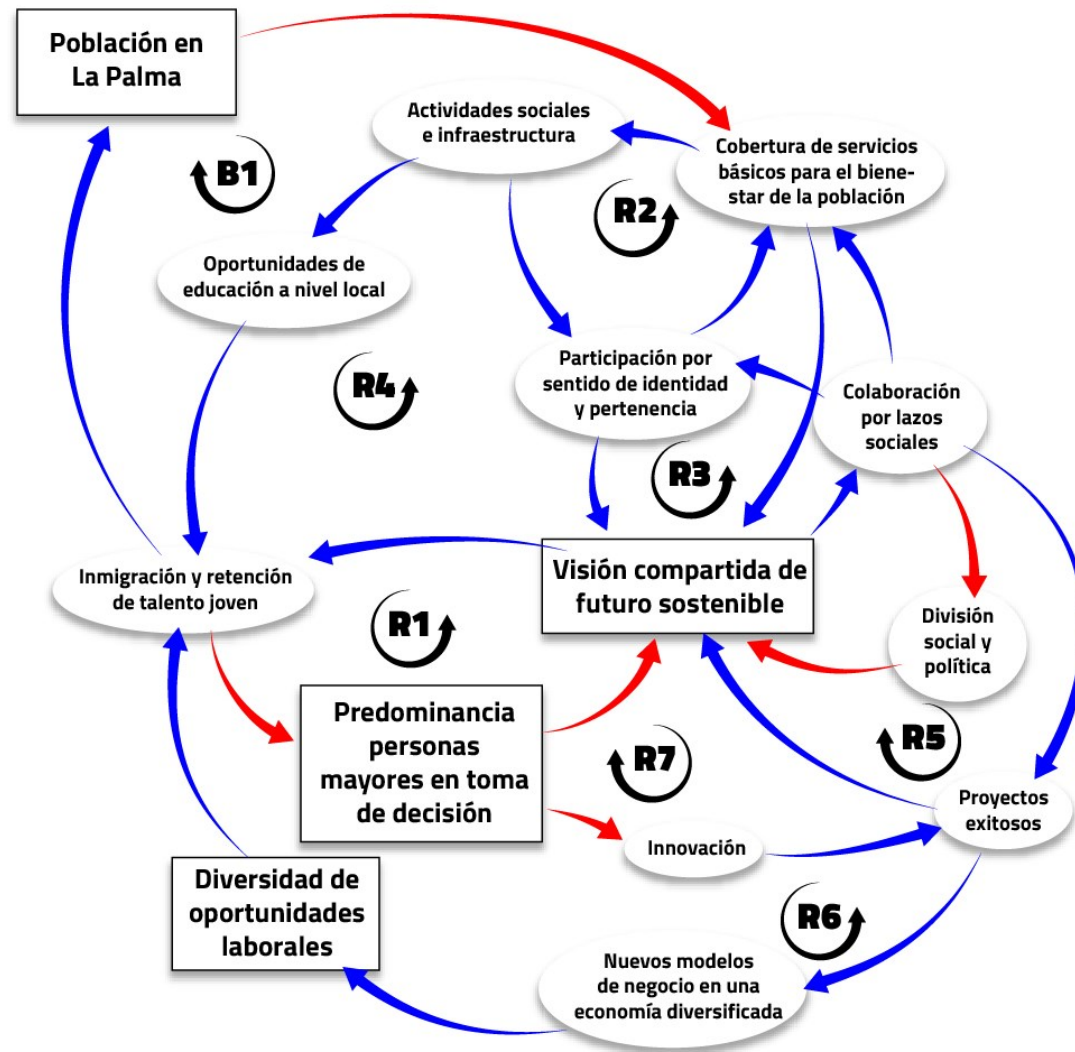 Población en
La Palma
Actividades sociales
e infraestructura
Cobertura de servicios
básicos para el biene-
star de la población
B1
R2
Oportunidades de
educación a nivel local
R4
Participación por
sentido de identidad
y pertenencia
Colaboración
por lazos
sociales
R3
Inmigración y retención
de talento joven
Visión compartida de
futuro sostenible
R1
División
social y
política
Predominancia
personas
mayores en toma
de decisión
R7
R5
Proyectos
exitosos
Innovación
Diversidad de
oportunidades
laborales
R6
Nuevos modelos
de negocio en una
economía diversificada